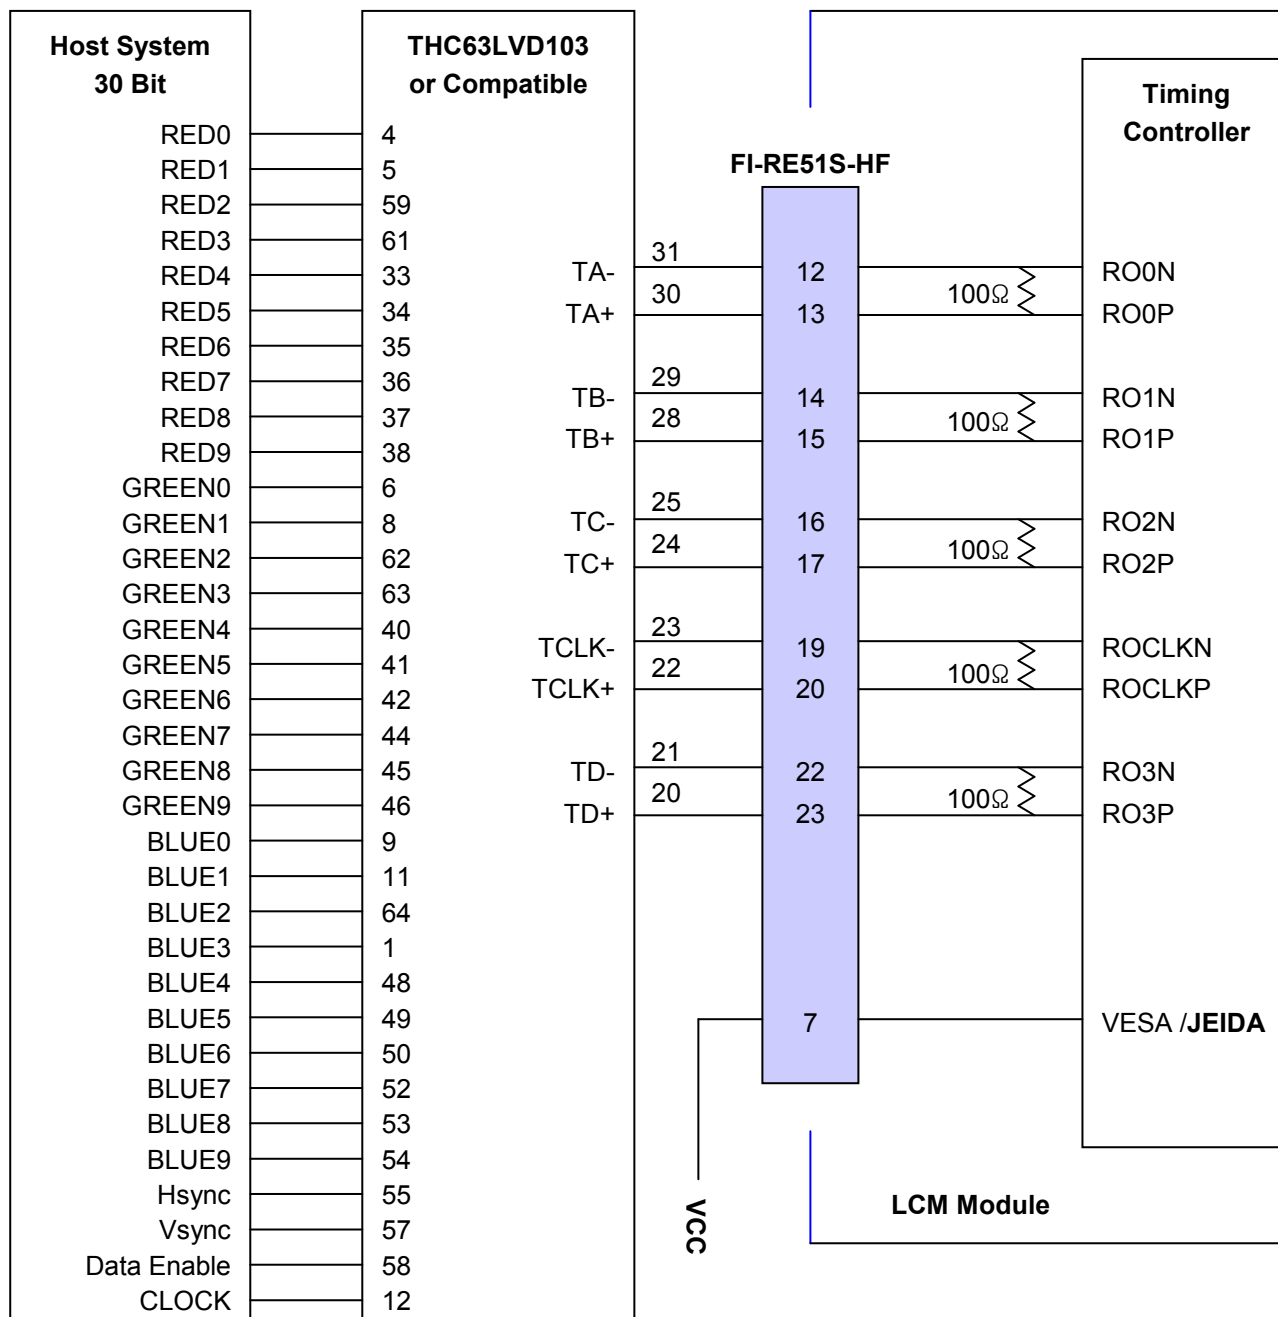 Host System
30 Bit
THC63LVD103
or Compatible
Timing
Controller
FI-RE51S-HF
RED0 4
RED1 5
RED2 59
RED3 61
RED4 33
RED5 34
RED6 35
RED7 36
RED8 37
RED9 38
GREEN0 6
GREEN1 8
GREEN2 62
GREEN3 63
GREEN4 40
GREEN5 41
GREEN6 42
GREEN7 44
GREEN8 45
GREEN9 46
BLUE0 9
BLUE1 11
BLUE2 64
BLUE3 1
BLUE4 48
BLUE5 49
BLUE6 50
BLUE7 52
BLUE8 53
BLUE9 54
Hsync 55
Vsync 57
Data Enable 58
CLOCK 12
TA- 31 12 RO0N
100Ω
TA+ 30 13 RO0P
TB- 29 14 RO1N
100Ω
TB+ 28 15 RO1P
TC- 25 16 RO2N
100Ω
TC+ 24 17 RO2P
TCLK- 23 19 ROCLKN
100Ω
TCLK+ 22 20 ROCLKP
TD- 21 22 RO3N
100Ω
TD+ 20 23 RO3P
7 VESA /JEIDA
VCC
LCM Module